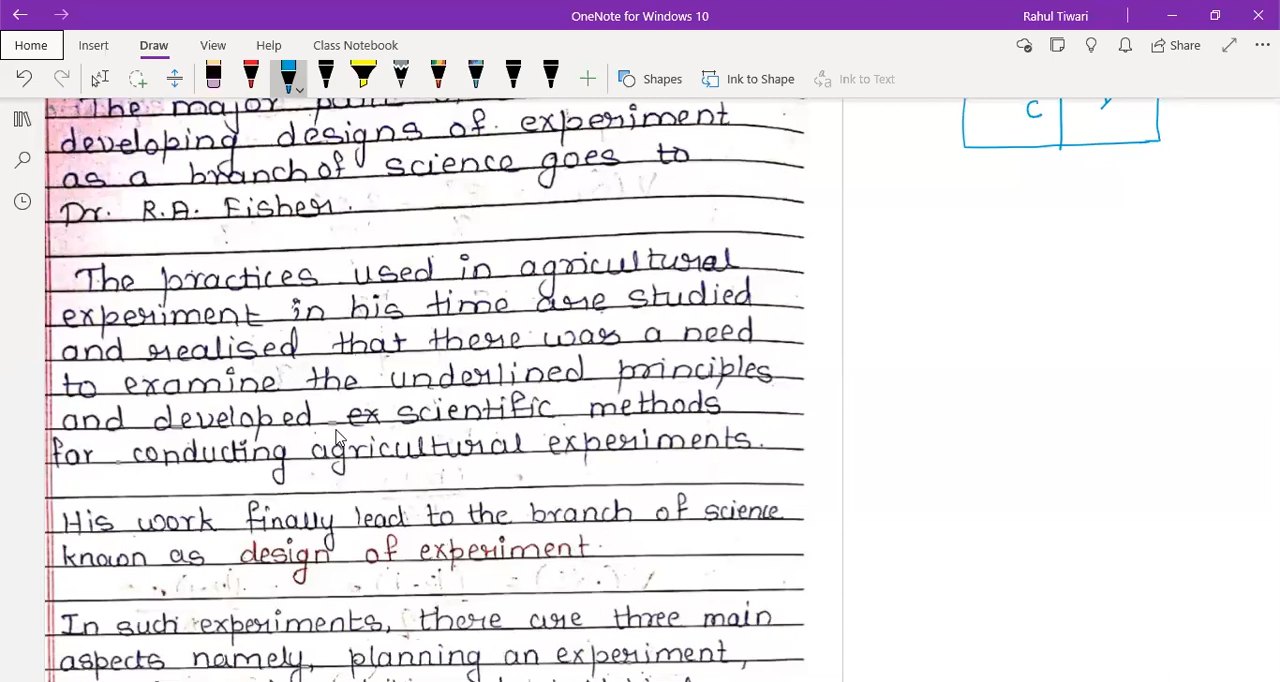 OneNote for Windows 10
Rahul Tiwari
Home Insert Draw View Help Class Notebook
Share
Shapes Ink to Shape Ink to Text
The major
developing designs of experiment
as a branch of science goes to
Dr. R.A. Fisher.
The practices used in agricultural
experiment in his time are studied
and realised that there was a need
to examine the underlined principles
and developed ex scientific methods
for conducting agricultural experiments.
His work finally lead to the branch of science
known as design of experiment.
In such experiments, there are three main
aspects namely, planning an experiment,
C y